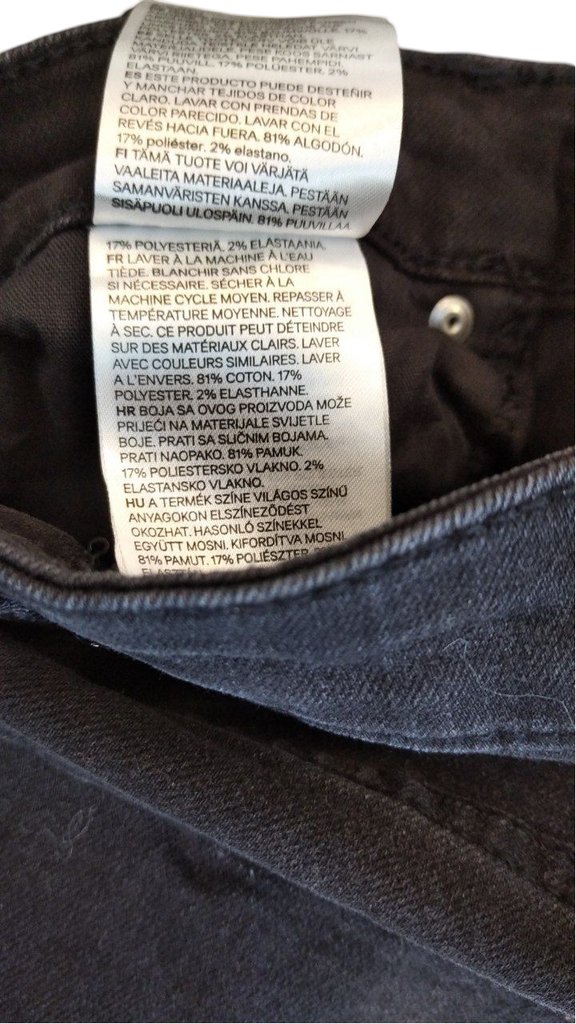 VÄRVI
81% PUUVILL. 17% POLÜESTER, 2%
ELASTAAN.
ES ESTE PRODUCTO PUEDE DESTEÑIR
Y MANCHAR TEJIDOS DE COLOR
CLARO. LAVAR CON PRENDAS DE
COLOR PARECIDO. LAVAR CON EL
REVÉS HACIA FUERA. 81% ALGODÓN.
17% poliéster. 2% elastano.
FI TÄMÄ TUOTE VOI VÄRJÄTÄ
VAALEITA MATERIAALEJA. PESTÄÄN
SAMANVÄRISTEN KANSSA. PESTÄÄN
SISÄPUOLI ULOSPÄIN. 81% PUUVILLAA
17% POLYESTERIÄ. 2% ELASTAANIA.
FR LAVER À LA MACHINE À L'EAU
TIÈDE. BLANCHIR SANS CHLORE
SI NÉCESSAIRE. SÉCHER À LA
MACHINE CYCLE MOYEN. REPASSER À
TEMPÉRATURE MOYENNE. NETTOYAGE
À SEC. CE PRODUIT PEUT DÉTEINDRE
SUR DES MATÉRIAUX CLAIRS. LAVER
AVEC COULEURS SIMILAIRES. LAVER
A L'ENVERS. 81% COTON. 17%
POLYESTER. 2% ELASTHANNE.
HR BOJA SA OVOG PROIZVODA MOŽE
PRIJEĆI NA MATERIJALE SVIJETLE
BOJE. PRATI SA SLIČNIM BOJAMA.
PRATI NAOPAKO. 81% PAMUK.
17% POLIESTERSKO VLAKNO. 2%
ELASTANSKO VLAKNO.
HU A TERMÉK SZÍNE VILÁGOS SZÍNŰ
ANYAGOKON ELSZÍNEZŐDÉST
OKOZHAT. HASONLÓ SZÍNEKKEL
EGYÜTT MOSNI. KIFORDÍTVA MOSNI.
81% PAMUT. 17% POLIÉSZTER.